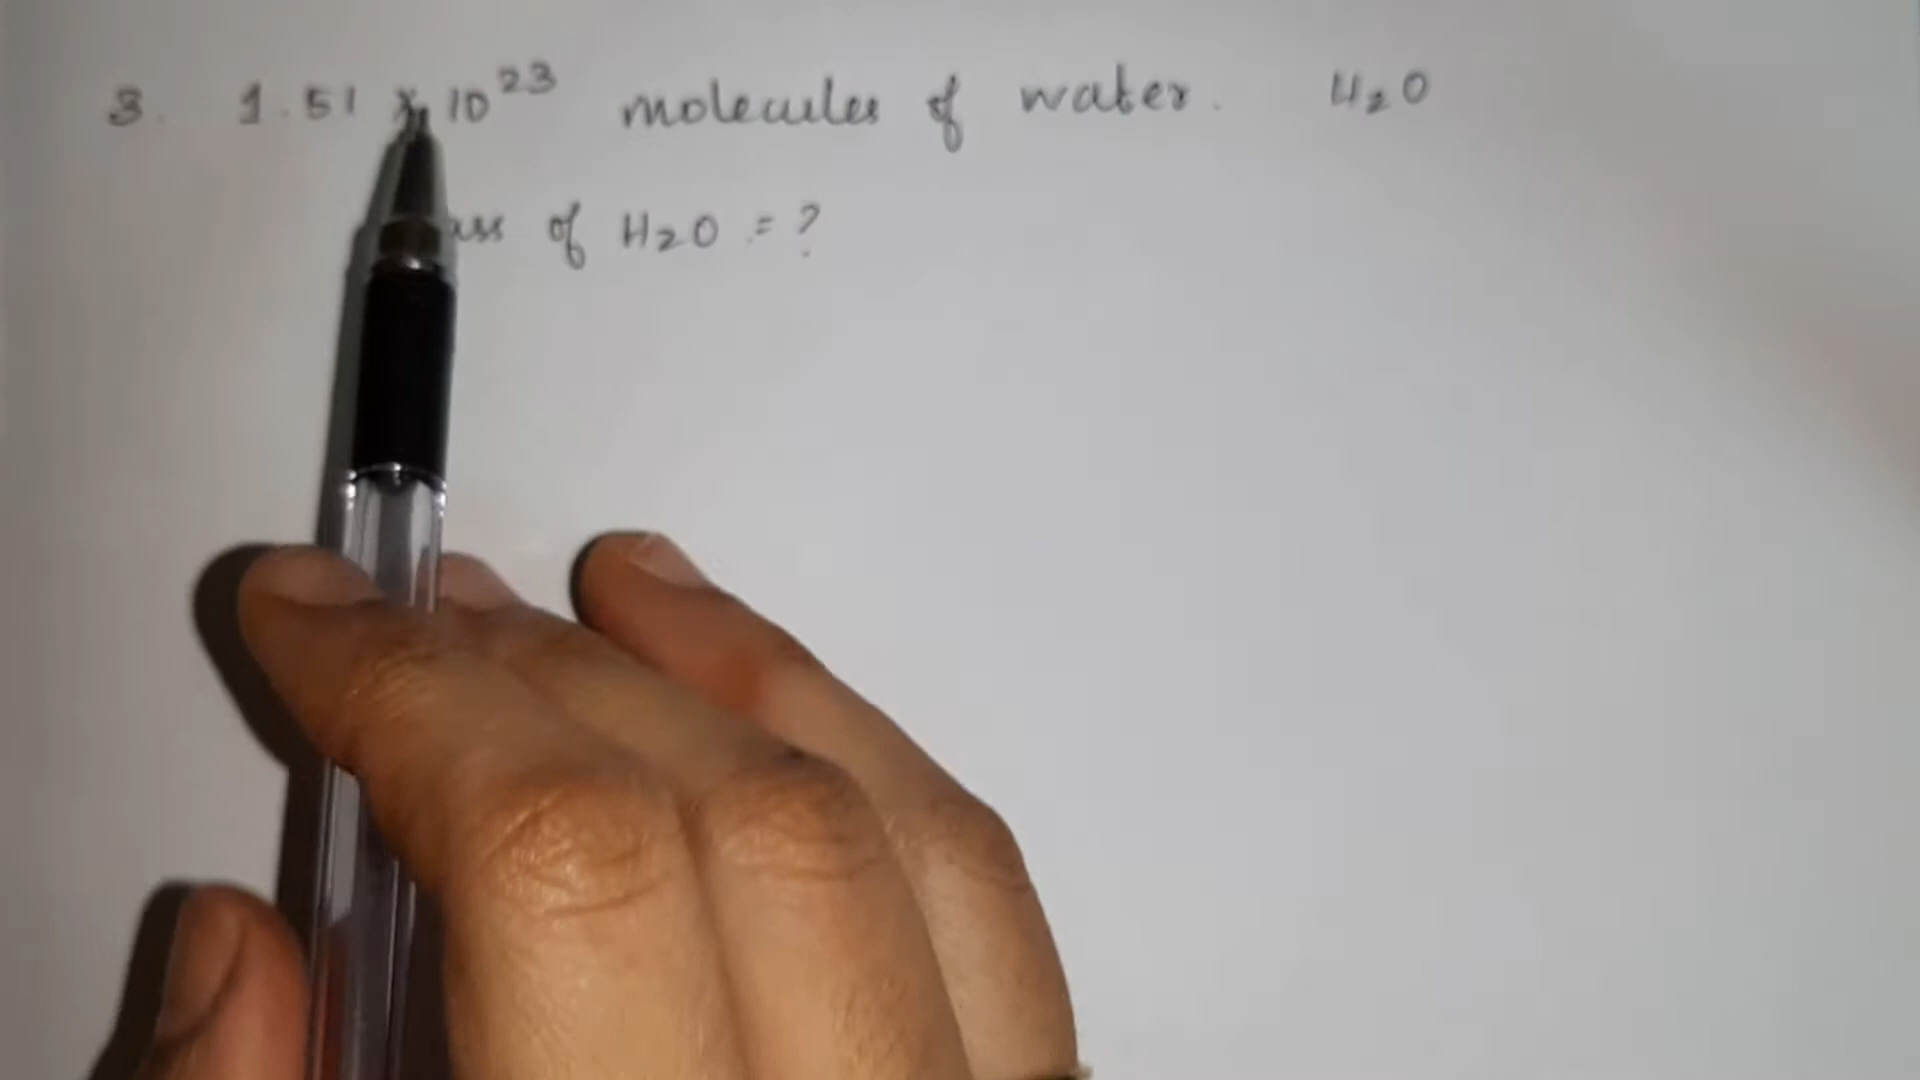 3. 1.51 × 10²³ molecules of water. H₂O
of H₂O = ?